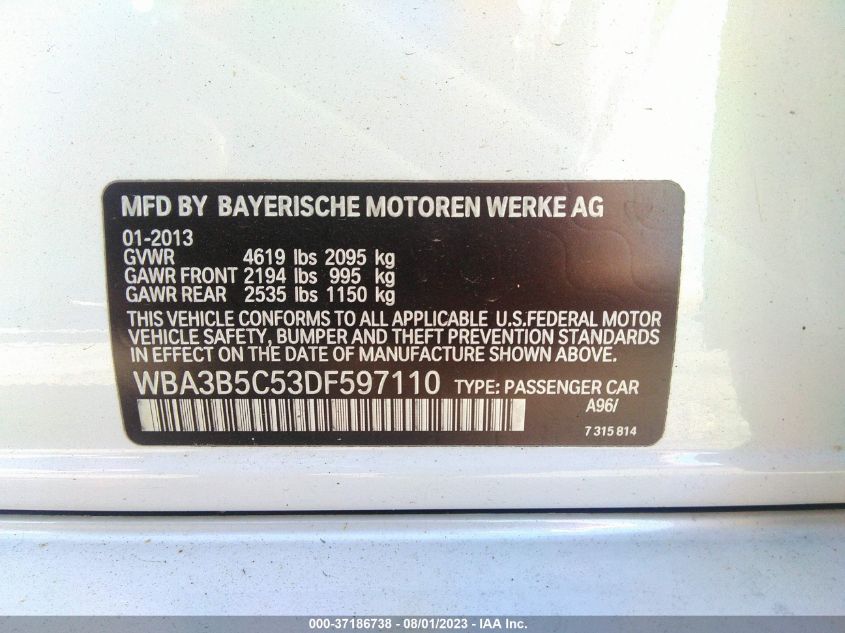 MFD BY BAYERISCHE MOTOREN WERKE AG
01-2013
GVWR 4619 lbs 2095 kg
GAWR FRONT 2194 lbs 995 kg
GAWR REAR 2535 lbs 1150 kg
THIS VEHICLE CONFORMS TO ALL APPLICABLE U.S.FEDERAL MOTOR
VEHICLE SAFETY, BUMPER AND THEFT PREVENTION STANDARDS
IN EFFECT ON THE DATE OF MANUFACTURE SHOWN ABOVE.
WBA3B5C53DF597110 TYPE: PASSENGER CAR
A96/
7 315 814
000-37186738 - 08/01/2023 - IAA Inc.